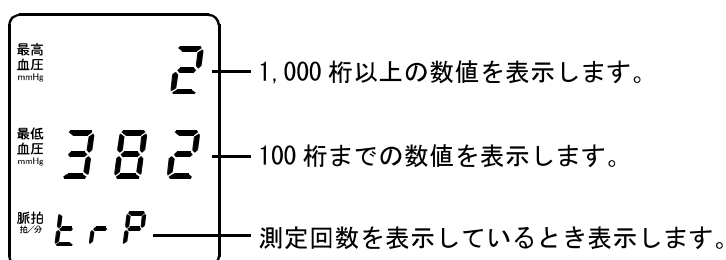 最高
血圧
mmHg
2
1,000 桁以上の数値を表示します。
最低
血圧
mmHg
382
100 桁までの数値を表示します。
脈拍
拍/分
trP
測定回数を表示しているとき表示します。